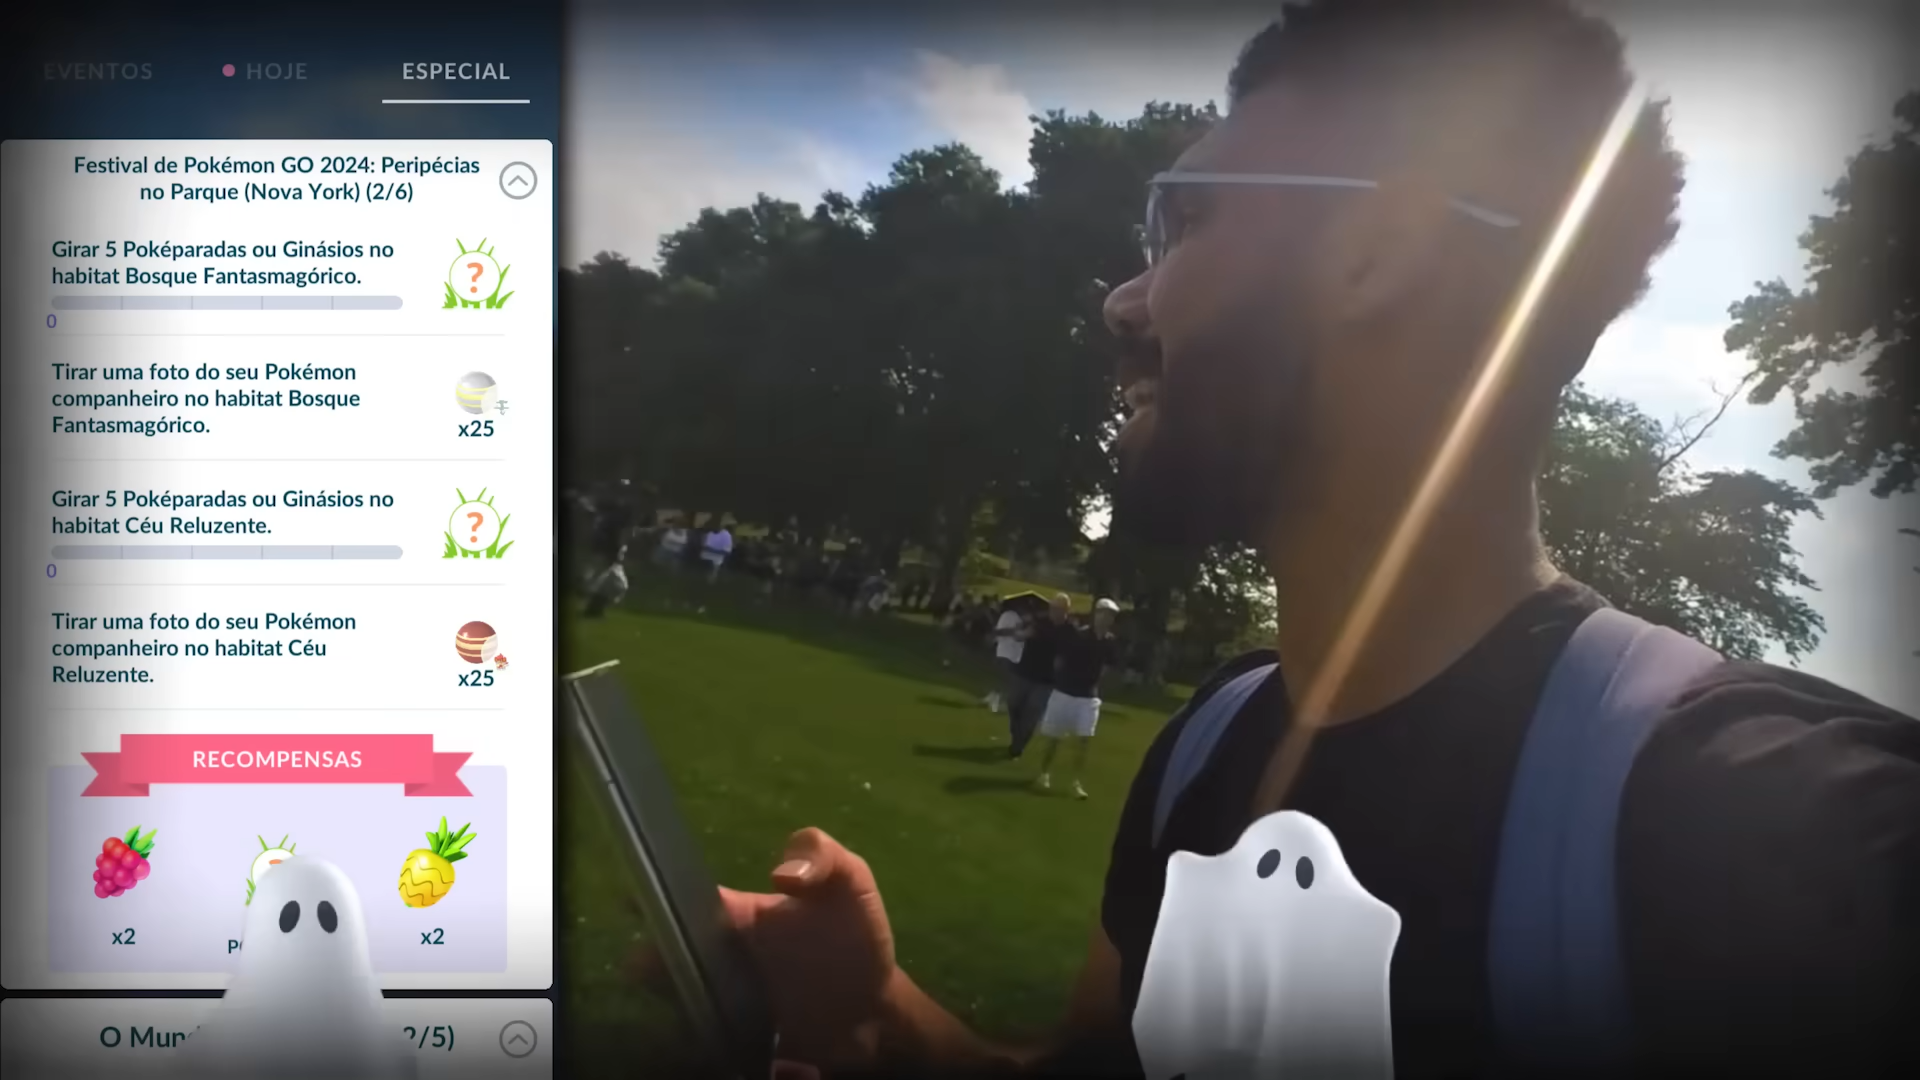 EVENTOS
HOJE
ESPECIAL
Festival de Pokémon GO 2024: Peripécias
no Parque (Nova York) (2/6)
Girar 5 Poképaradas ou Ginásios no
habitat Bosque Fantasmagórico.
0
Tirar uma foto do seu Pokémon
companheiro no habitat Bosque
Fantasmagórico.
x25
Girar 5 Poképaradas ou Ginásios no
habitat Céu Reluzente.
0
Tirar uma foto do seu Pokémon
companheiro no habitat Céu
Reluzente.
x25
RECOMPENSAS
x2
x2
O
2/5)